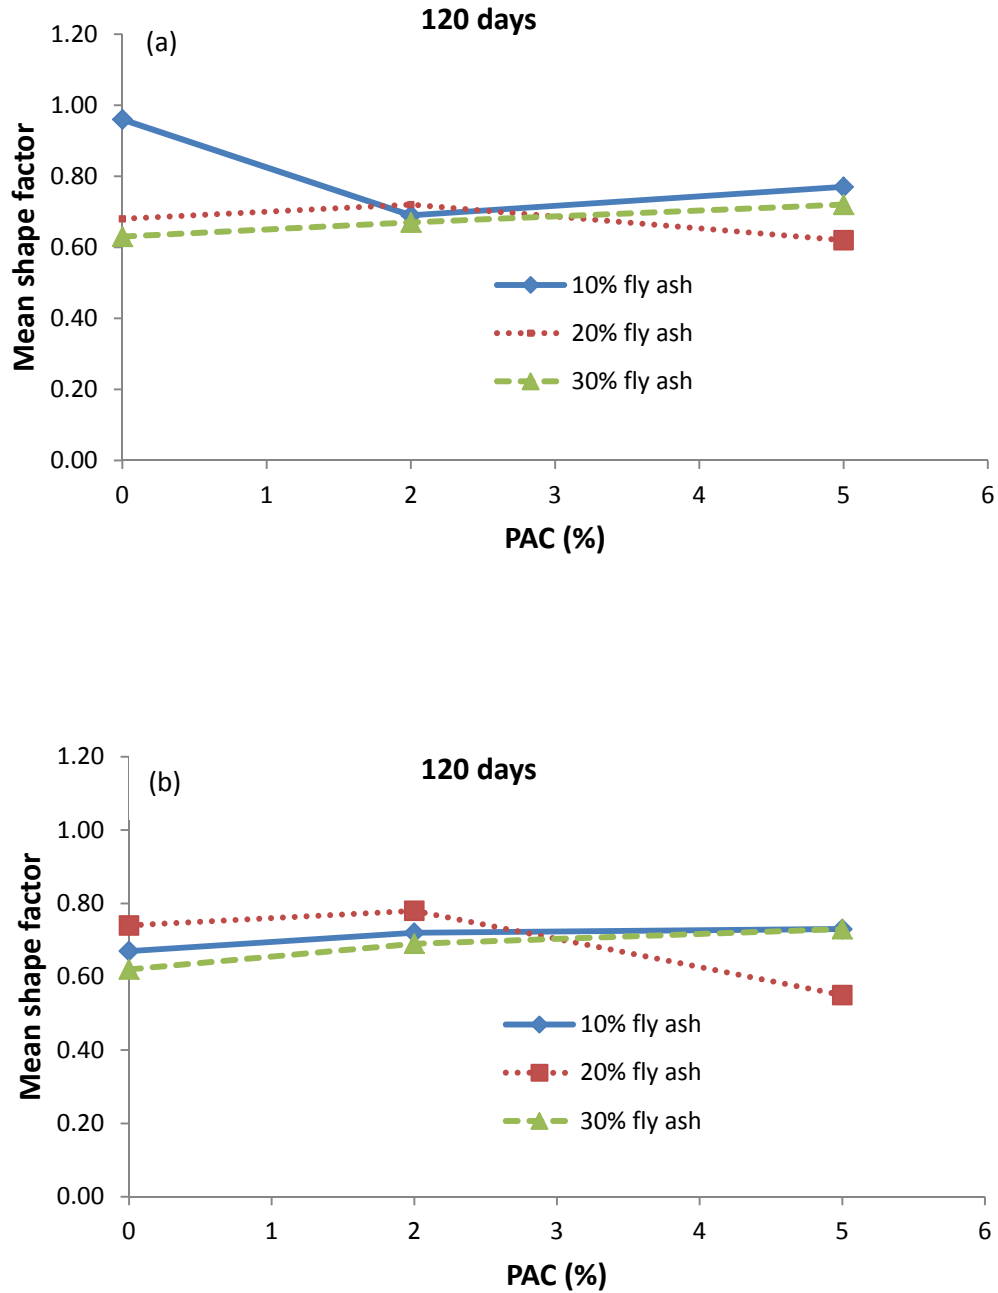 120 days
(a)
1.20
1.00
0.80
0.60
0.40
0.20
0.00
Mean shape factor
10% fly ash
20% fly ash
30% fly ash
0 1 2 3 4 5 6
PAC (%)
120 days
(b)
1.20
1.00
0.80
0.60
0.40
0.20
0.00
Mean shape factor
10% fly ash
20% fly ash
30% fly ash
0 1 2 3 4 5 6
PAC (%)